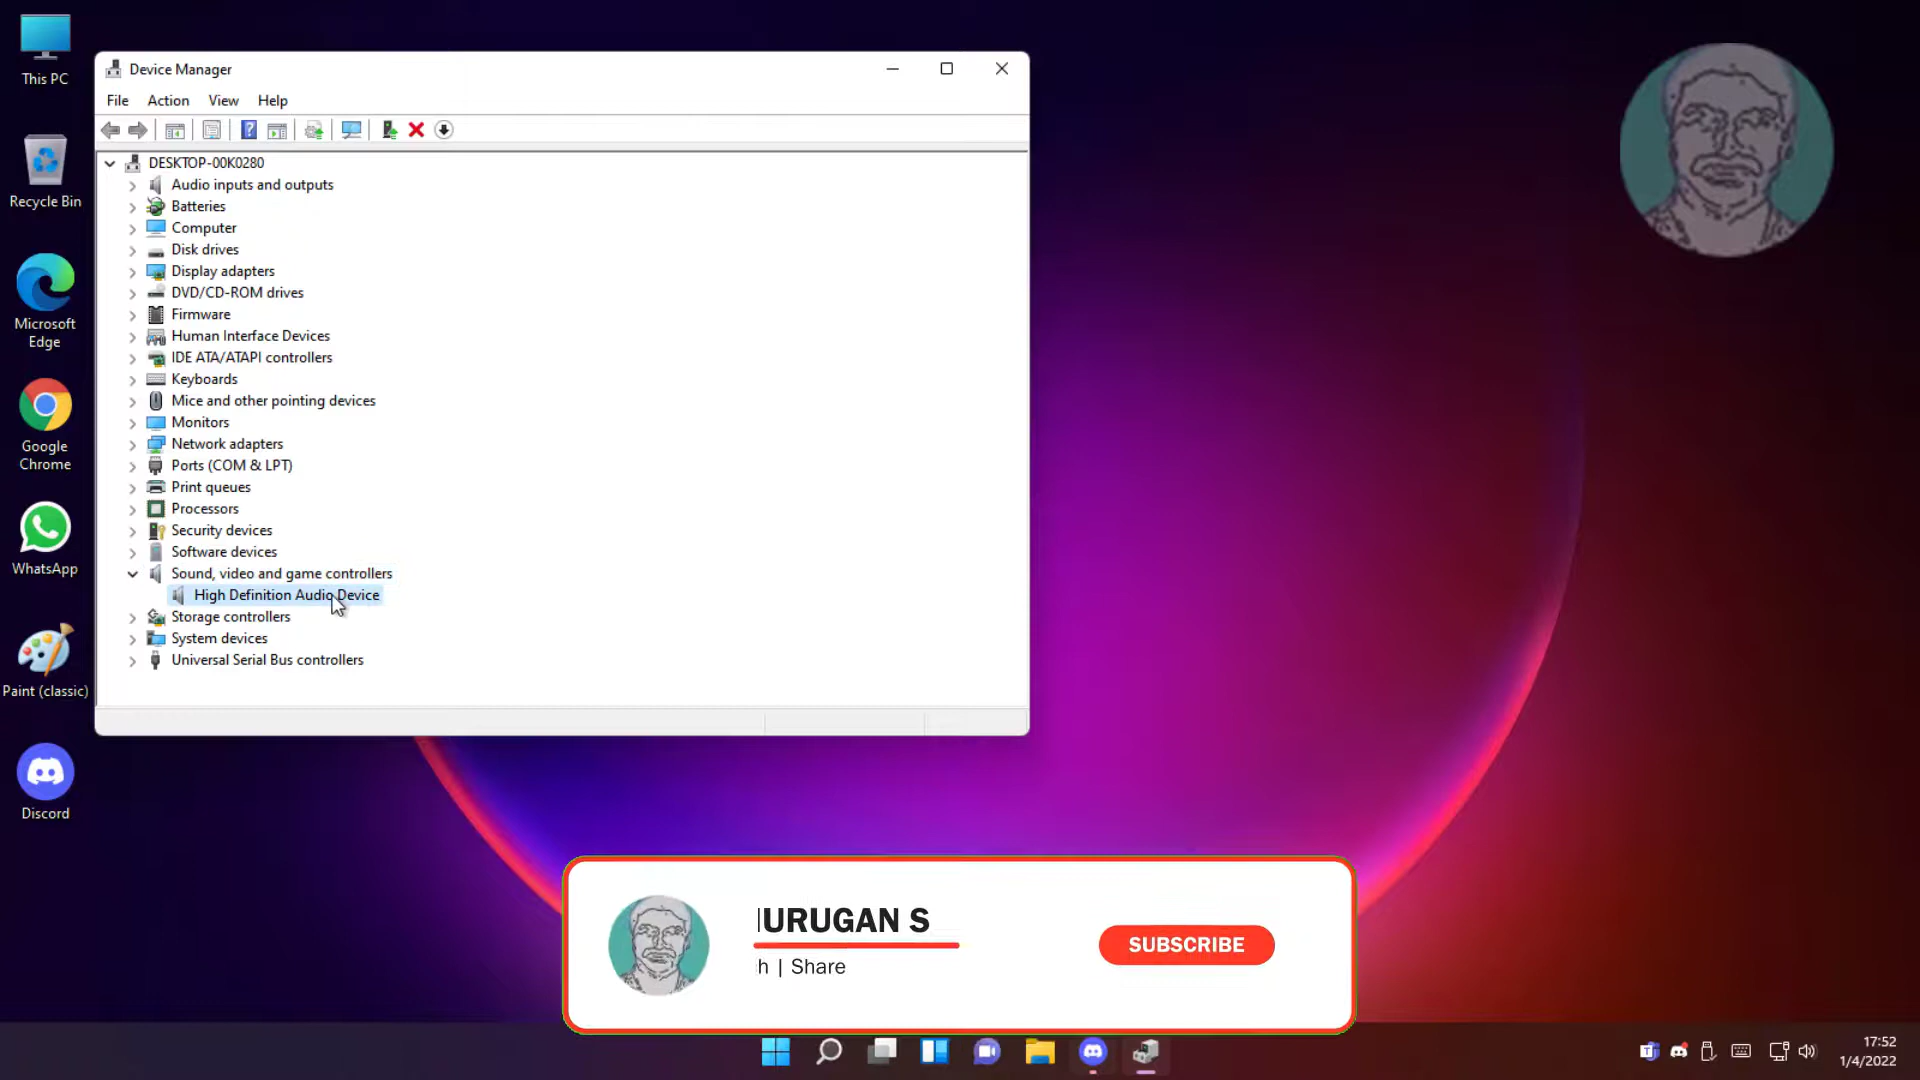 This PC
Recycle Bin
Microsoft
Edge
Google
Chrome
WhatsApp
Paint (classic)
Discord
Device Manager
File Action View Help
DESKTOP-00K0280
Audio inputs and outputs
Batteries
Computer
Disk drives
Display adapters
DVD/CD-ROM drives
Firmware
Human Interface Devices
IDE ATA/ATAPI controllers
Keyboards
Mice and other pointing devices
Monitors
Network adapters
Ports (COM & LPT)
Print queues
Processors
Security devices
Software devices
Sound, video and game controllers
High Definition Audio Device
Storage controllers
System devices
Universal Serial Bus controllers
URUGAN S
h | Share
SUBSCRIBE
17:52
1/4/2022